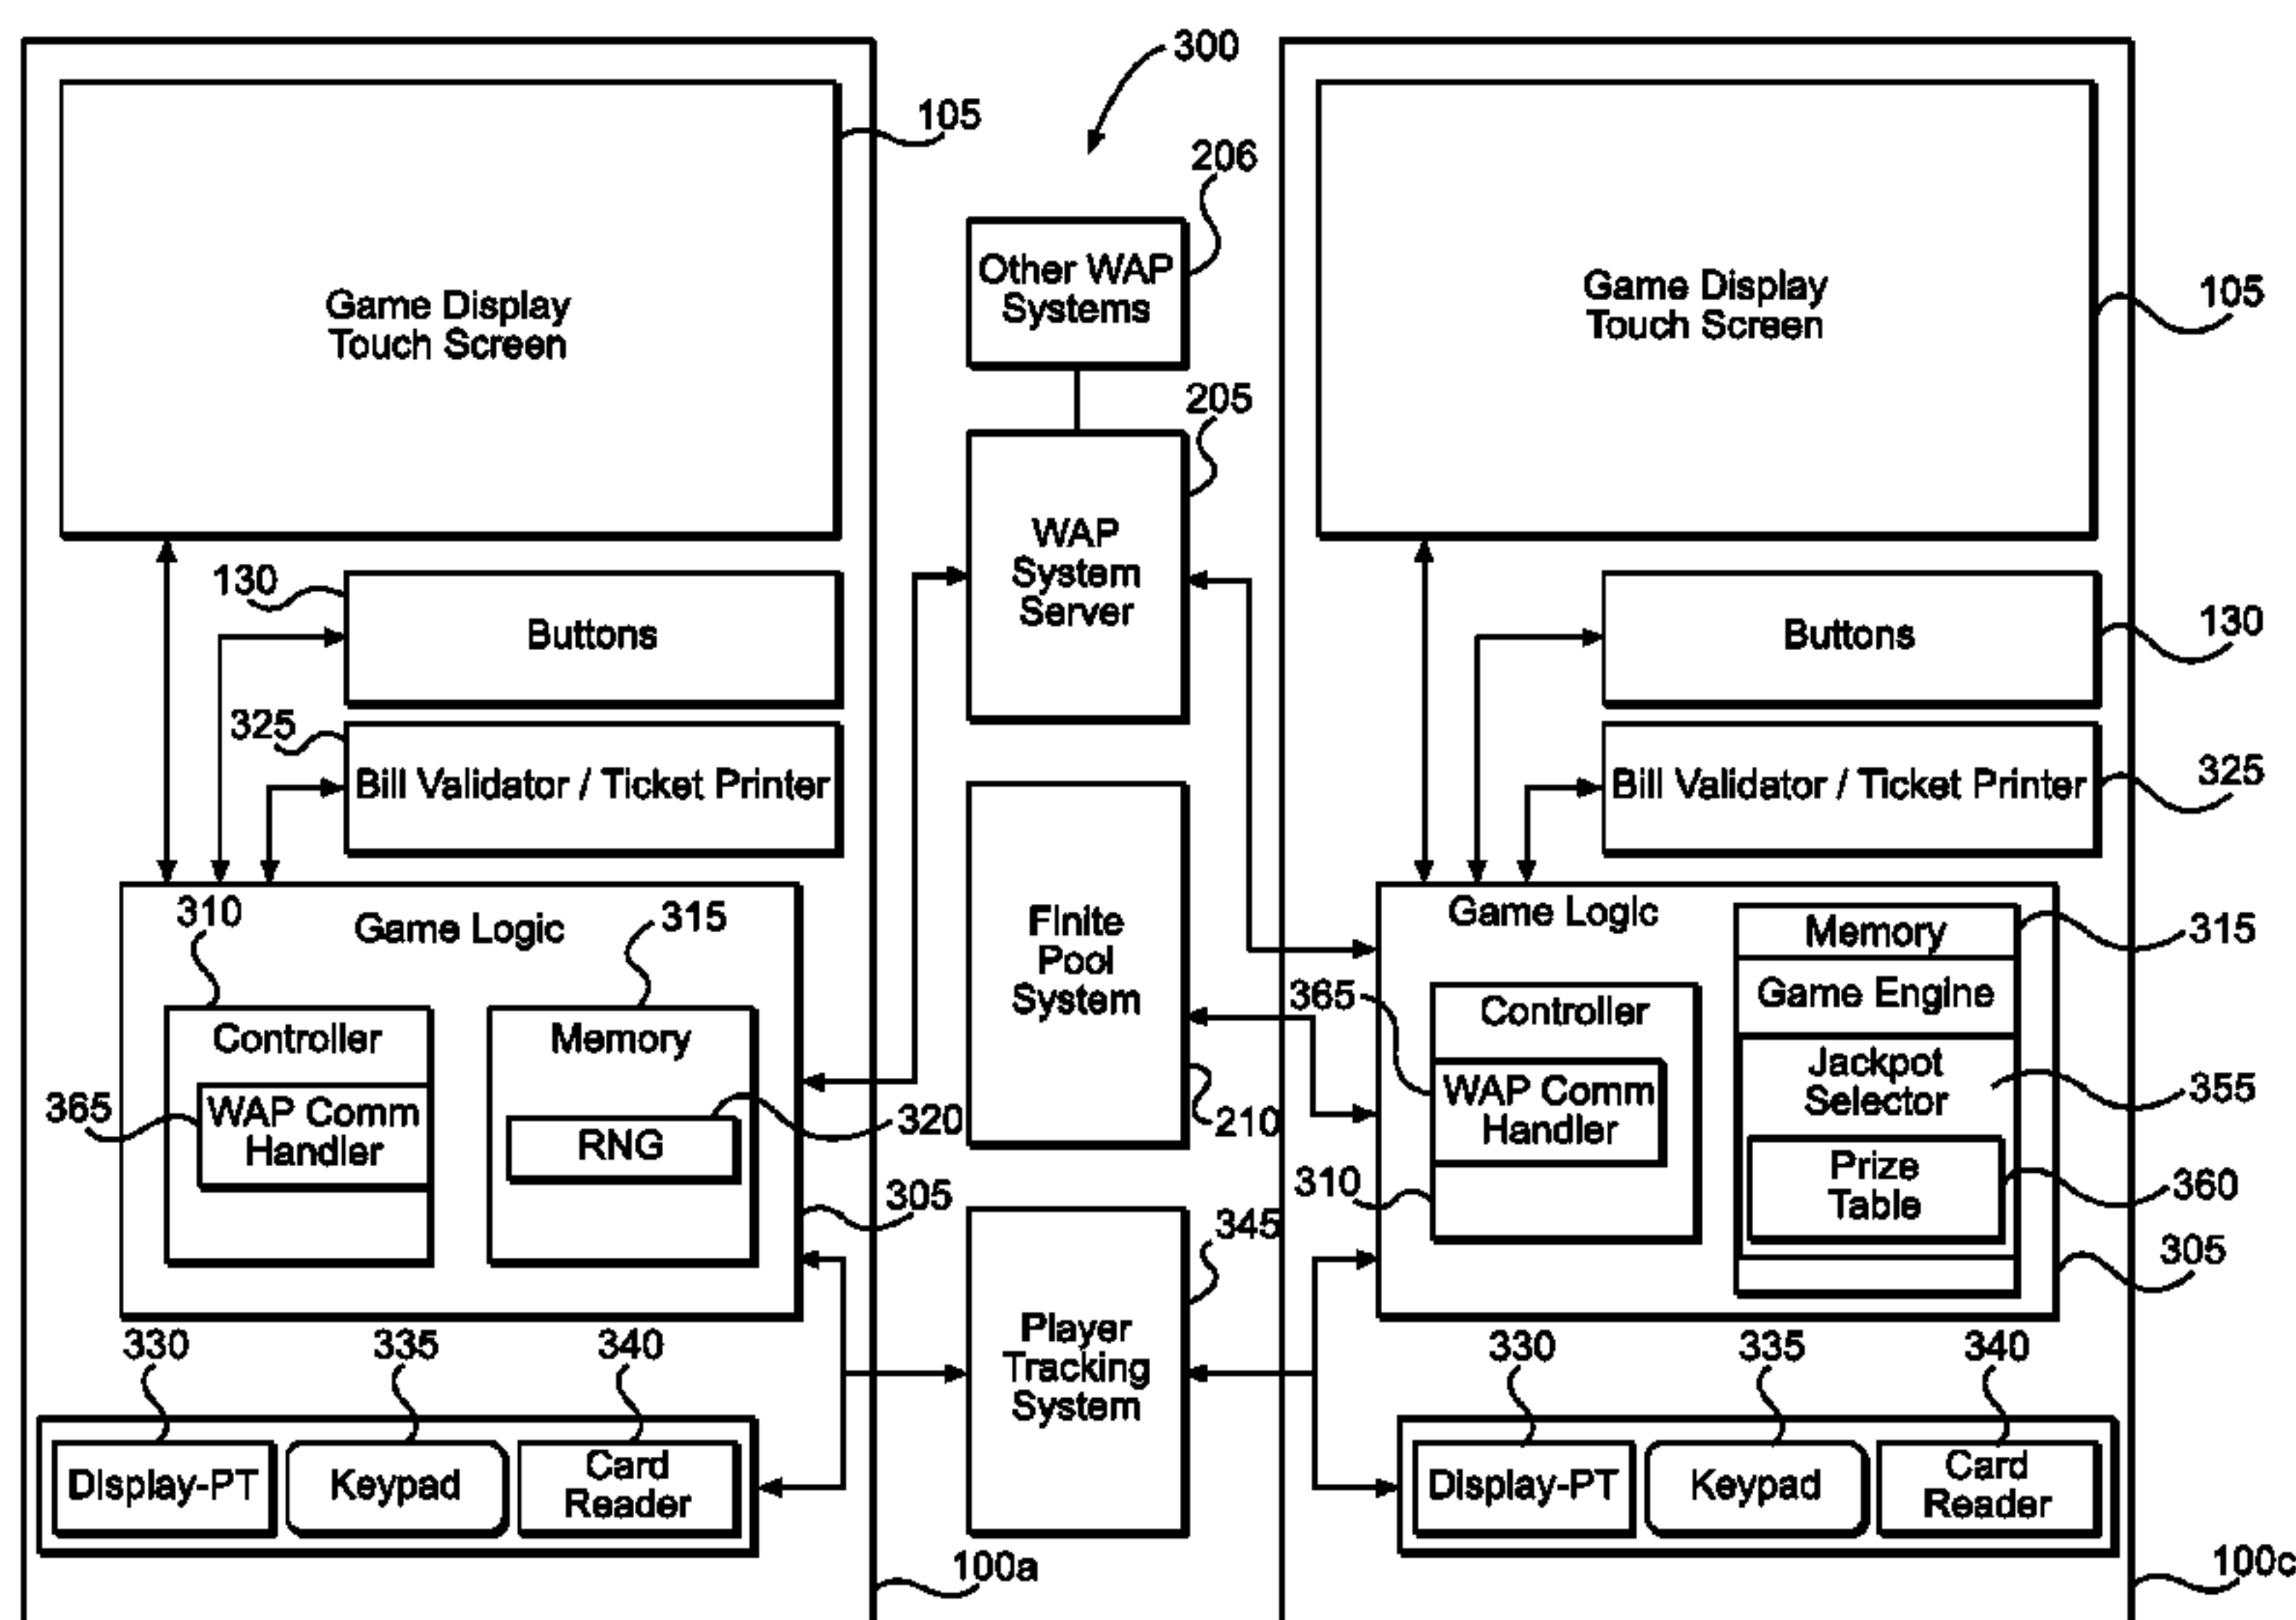 300
105
206
Other WAP
Systems
Game Display
Touch Screen
Game Display
Touch Screen
105
205
WAP
System
Server
130
Buttons
Buttons
130
325
Bill Validator / Ticket Printer
Bill Validator / Ticket Printer
325
310
Game Logic
315
Controller
Memory
365
WAP Comm
Handler
RNG
320
305
Finite
Pool
System
210
Game Logic
Memory
315
Game Engine
365
Controller
Jackpot
Selector
355
WAP Comm
Handler
310
Prize
Table
360
305
345
Player
Tracking
System
330
335
340
Display-PT
Keypad
Card
Reader
100a
330
335
340
Display-PT
Keypad
Card
Reader
100c